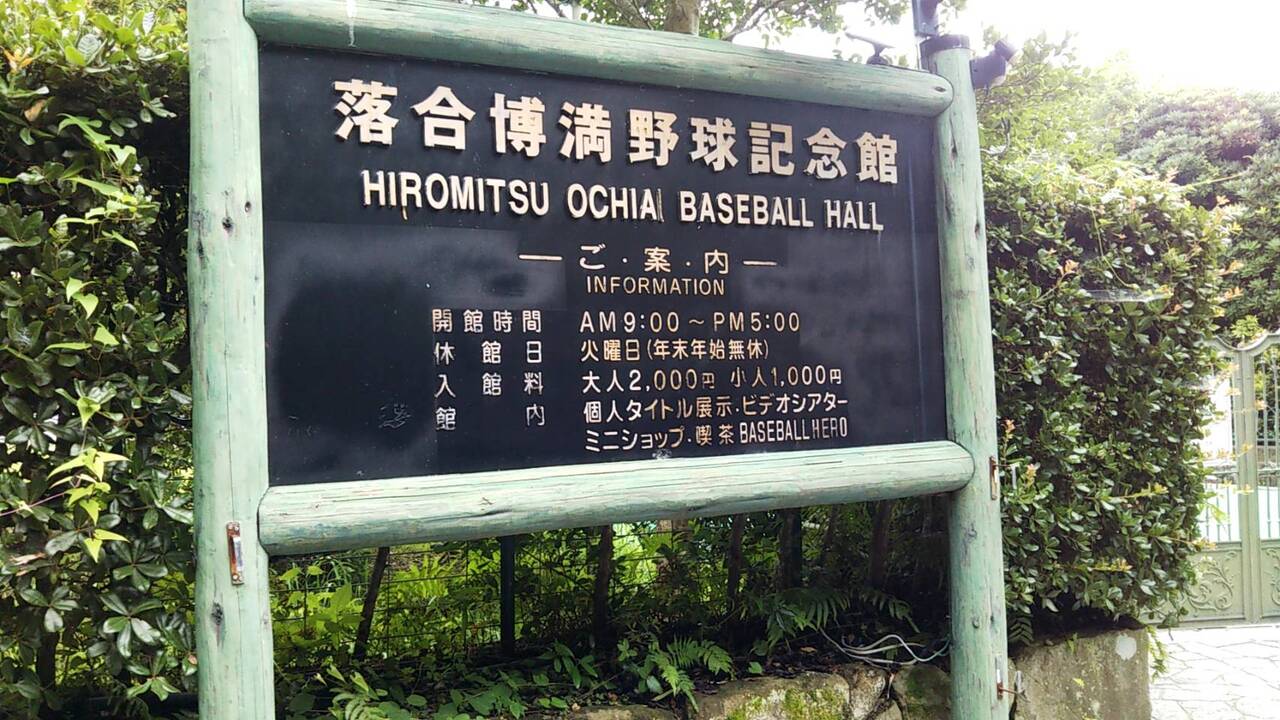 落合博満野球記念館
HIROMITSU OCHIAI BASEBALL HALL
ー ご・案・内 ー
INFORMATION
開館時間 AM9:00～PM5:00
休館日 火曜日(年末年始無休)
入館料 大人2,000円 小人1,000円
館内 個人タイトル展示・ビデオシアター
ミニショップ・喫茶 BASEBALL HERO